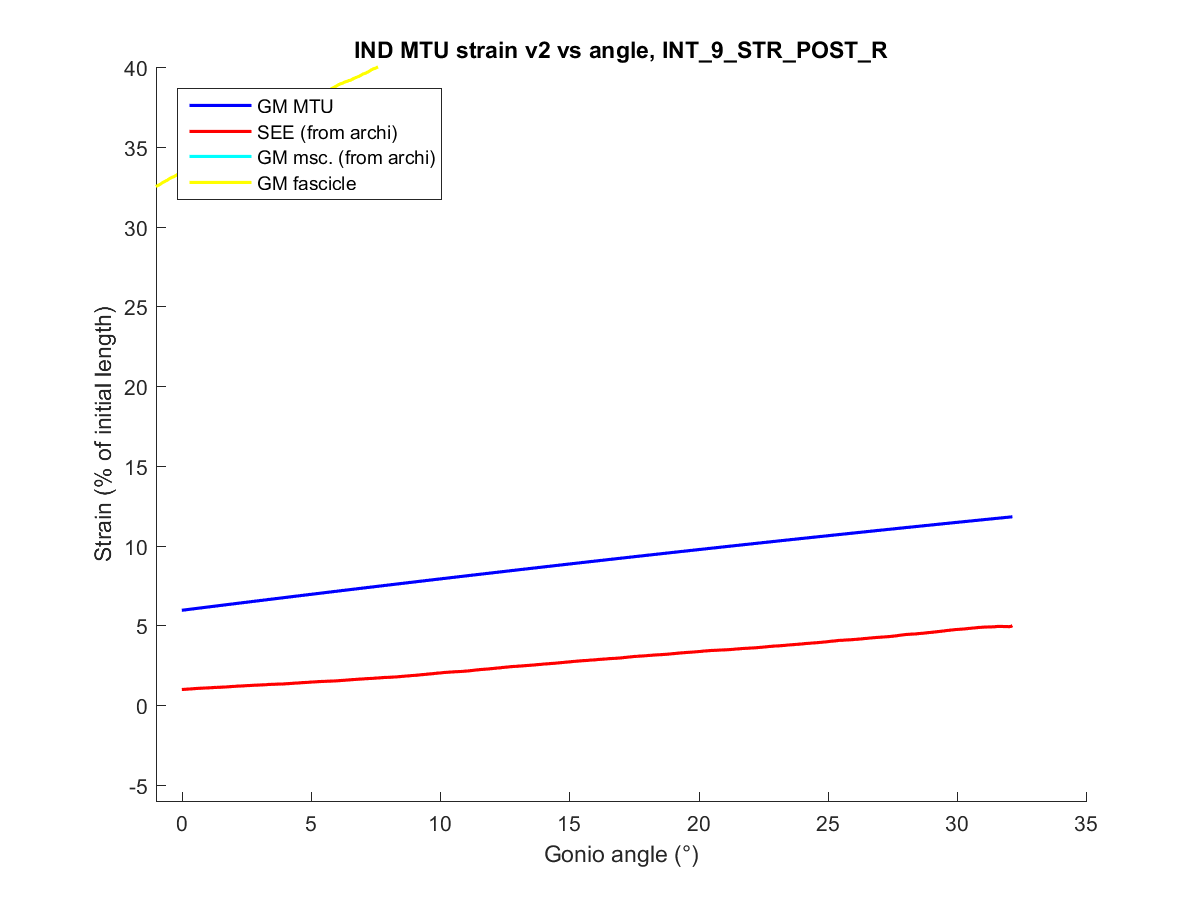 IND MTU strain v2 vs angle, INT_9_STR_POST_R
40
35
30
25
20
15
10
5
0
-5
Strain (% of initial length)
GM MTU
SEE (from archi)
GM msc. (from archi)
GM fascicle
0 5 10 15 20 25 30 35
Gonio angle (°)